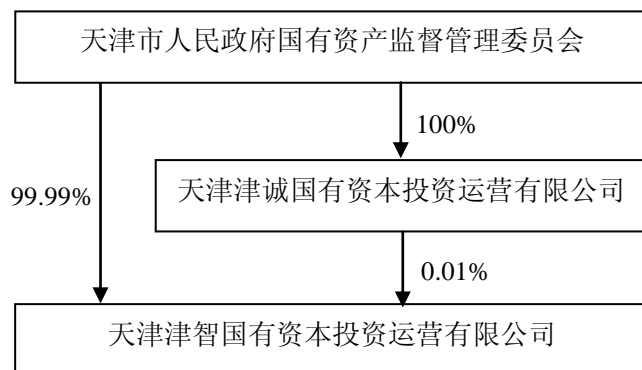 天津市人民政府国有资产监督管理委员会
100%
天津津诚国有资本投资运营有限公司
99.99%
0.01%
天津津智国有资本投资运营有限公司